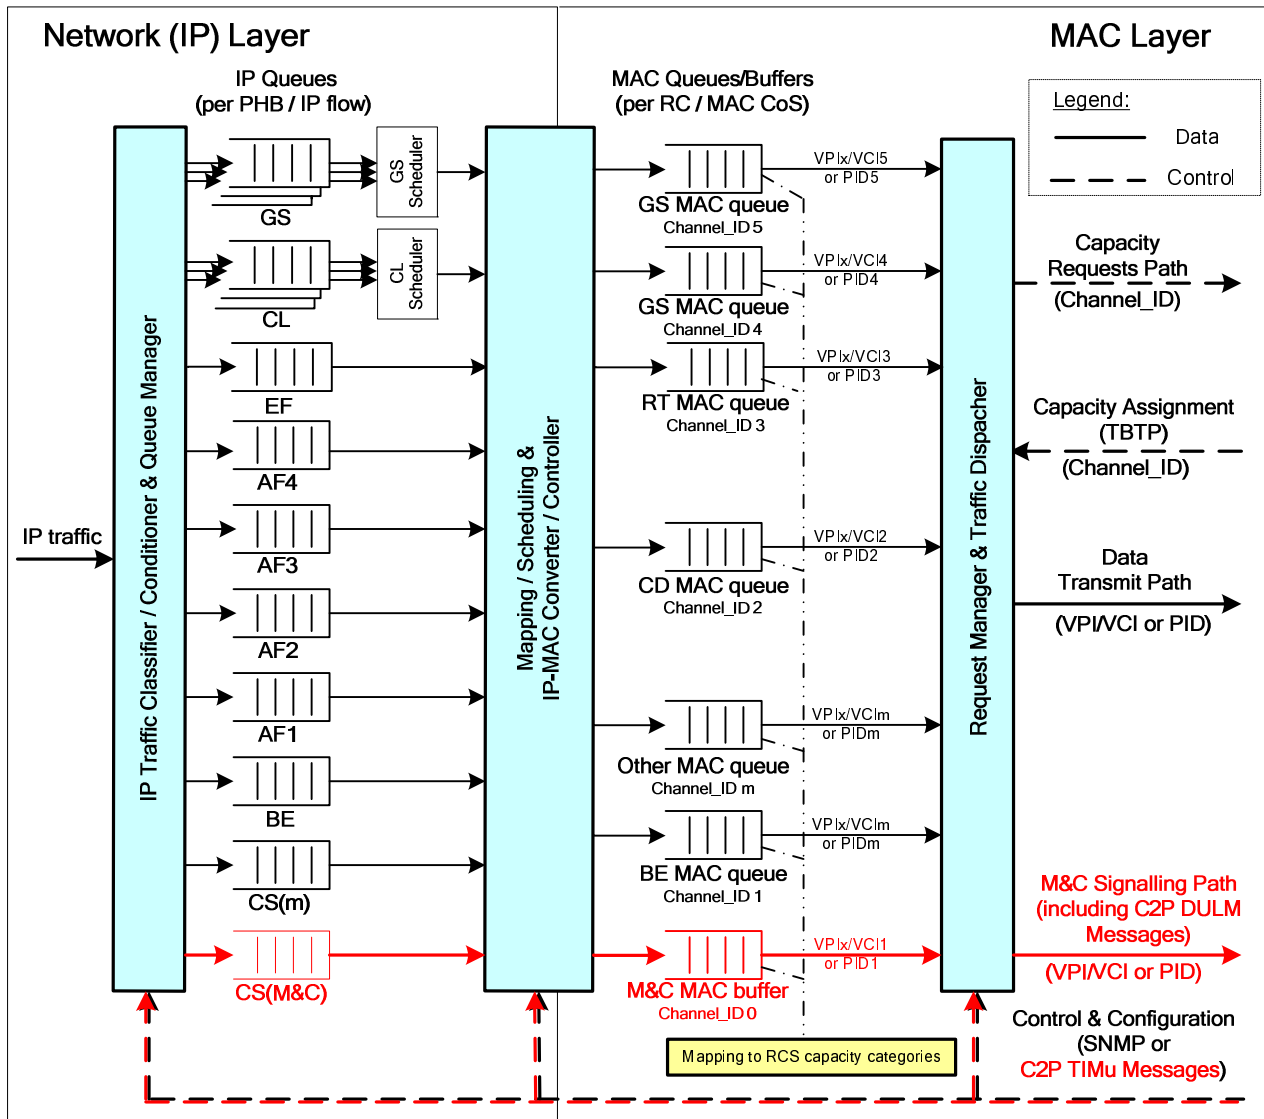 Network (IP) Layer
MAC Layer
IP Queues
(per PHB / IP flow)
MAC Queues/Buffers
(per RC / MAC CoS)
Legend:
Data
Control
IP traffic
IP Traffic Classifier / Conditioner & Queue Manager
GS
GS
Scheduler
CL
CL
Scheduler
EF
AF4
AF3
AF2
AF1
BE
CS(m)
CS(M&C)
Mapping / Scheduling &
IP-MAC Converter / Controller
GS MAC queue
Channel_ID 5
VPIx/VCI5
or PID5
GS MAC queue
Channel_ID 4
VPIx/VCI4
or PID4
RT MAC queue
Channel_ID 3
VPIx/VCI3
or PID3
CD MAC queue
Channel_ID 2
VPIx/VCI2
or PID2
Other MAC queue
Channel_ID m
VPIx/VCIm
or PIDm
BE MAC queue
Channel_ID 1
VPIx/VCIm
or PIDm
M&C MAC buffer
Channel_ID 0
VPIx/VCI1
or PID1
Mapping to RCS capacity categories
Request Manager & Traffic Dispacher
Capacity
Requests Path
(Channel_ID)
Capacity Assignment
(TBTP)
(Channel_ID)
Data
Transmit Path
(VPI/VCI or PID)
M&C Signalling Path
(including C2P DULM
Messages)
(VPI/VCI or PID)
Control & Configuration
(SNMP or
C2P TIMu Messages)